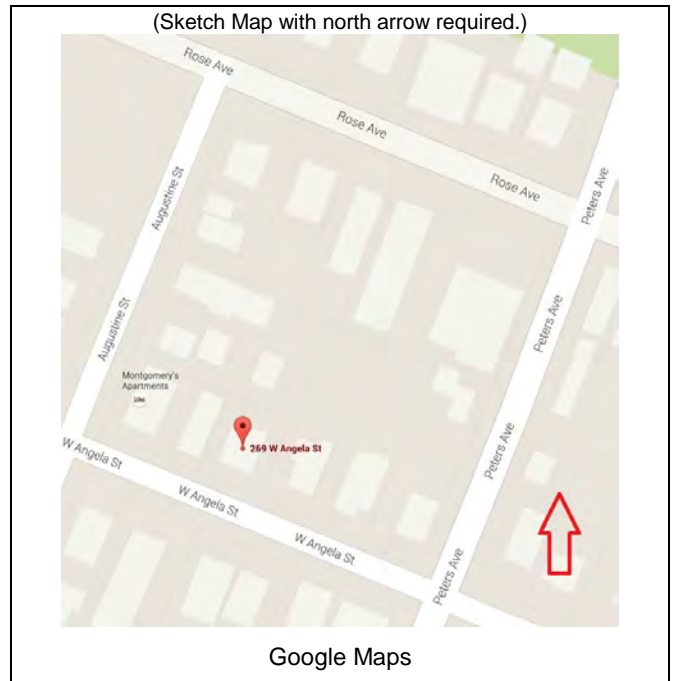 (Sketch Map with north arrow required.)
Rose Ave
Rose Ave
Rose Ave
Peters Ave
Augustine St
Augustine St
Peters Ave
Montgomery's
Apartments
269 W Angela St
Peters Ave
W Angela St
W Angela St
W Angela St
Peters Ave
Google Maps